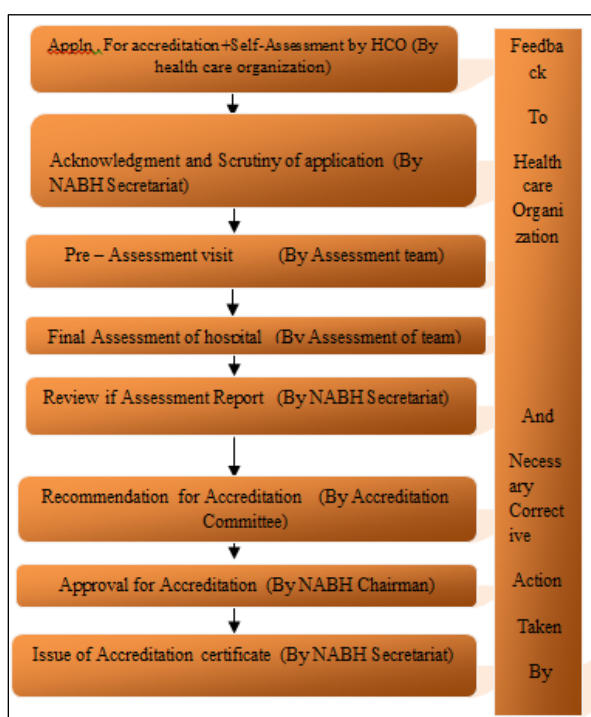 Appln. For accreditation+Self-Assessment by HCO (By
health care organization)
Acknowledgment and Scrutiny of application (By
NABH Secretariat)
Pre – Assessment visit (By Assessment team)
Final Assessment of hospital (By Assessment of team)
Review if Assessment Report (By NABH Secretariat)
Recommendation for Accreditation (By Accreditation
Committee)
Approval for Accreditation (By NABH Chairman)
Issue of Accreditation certificate (By NABH Secretariat)
Feedba
ck
To
Health
care
Organi
zation
And
Necess
ary
Correct
ive
Action
Taken
By